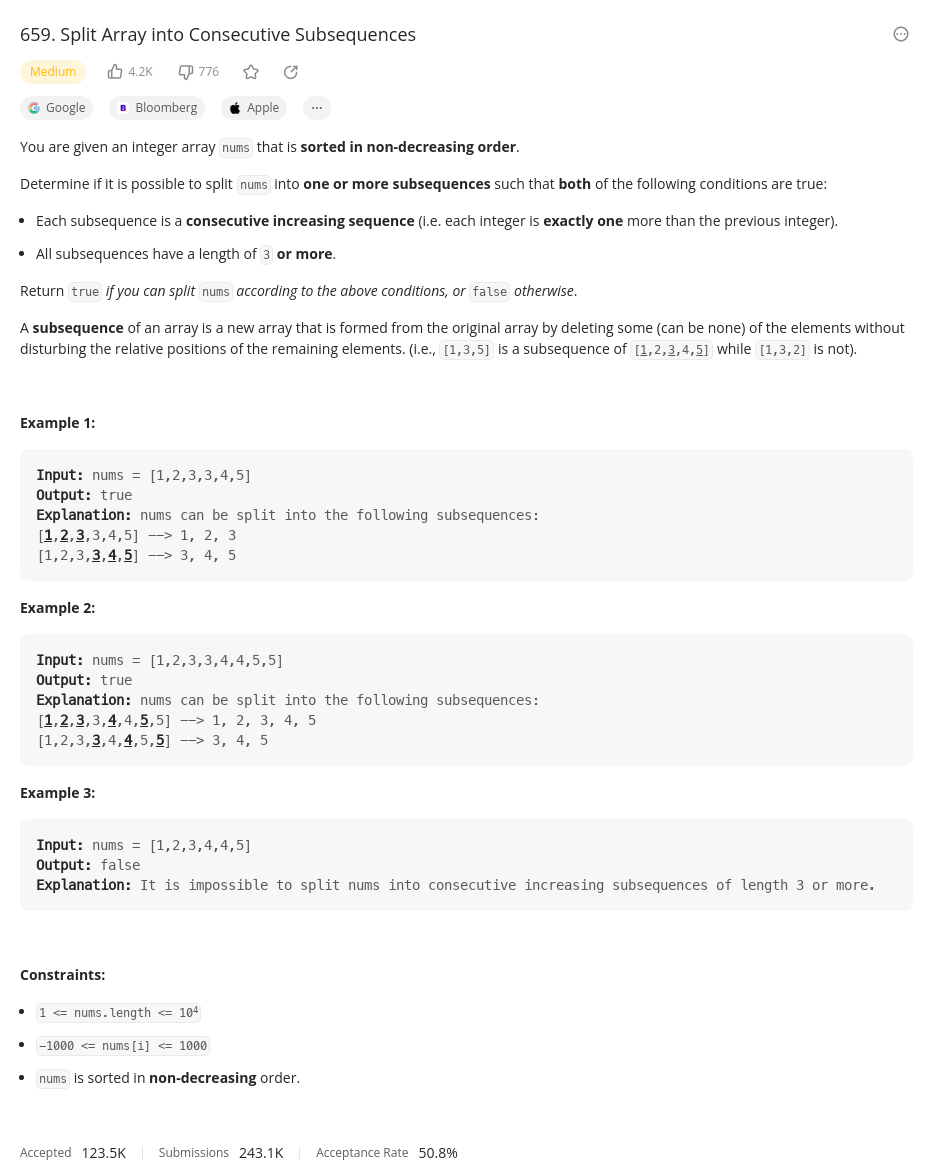 659. Split Array into Consecutive Subsequences
Medium 4.2K 776
Google Bloomberg Apple ...
You are given an integer array nums that is sorted in non-decreasing order.
Determine if it is possible to split nums into one or more subsequences such that both of the following conditions are true:
• Each subsequence is a consecutive increasing sequence (i.e. each integer is exactly one more than the previous integer).
• All subsequences have a length of 3 or more.
Return true if you can split nums according to the above conditions, or false otherwise.
A subsequence of an array is a new array that is formed from the original array by deleting some (can be none) of the elements without
disturbing the relative positions of the remaining elements. (i.e., [1,3,5] is a subsequence of [1,2,3,4,5] while [1,3,2] is not).
Example 1:
Input: nums = [1,2,3,3,4,5]
Output: true
Explanation: nums can be split into the following subsequences:
[1,2,3,3,4,5] --> 1, 2, 3
[1,2,3,3,4,5] --> 3, 4, 5
Example 2:
Input: nums = [1,2,3,3,4,4,5,5]
Output: true
Explanation: nums can be split into the following subsequences:
[1,2,3,3,4,4,5,5] --> 1, 2, 3, 4, 5
[1,2,3,3,4,4,5,5] --> 3, 4, 5
Example 3:
Input: nums = [1,2,3,4,4,5]
Output: false
Explanation: It is impossible to split nums into consecutive increasing subsequences of length 3 or more.
Constraints:
• 1 <= nums.length <= 10⁴
• -1000 <= nums[i] <= 1000
• nums is sorted in non-decreasing order.
Accepted 123.5K Submissions 243.1K Acceptance Rate 50.8%